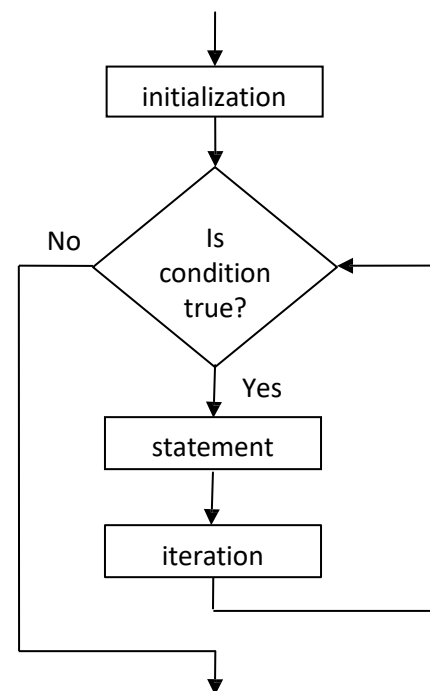 initialization
No
Is
condition
true?
Yes
statement
iteration